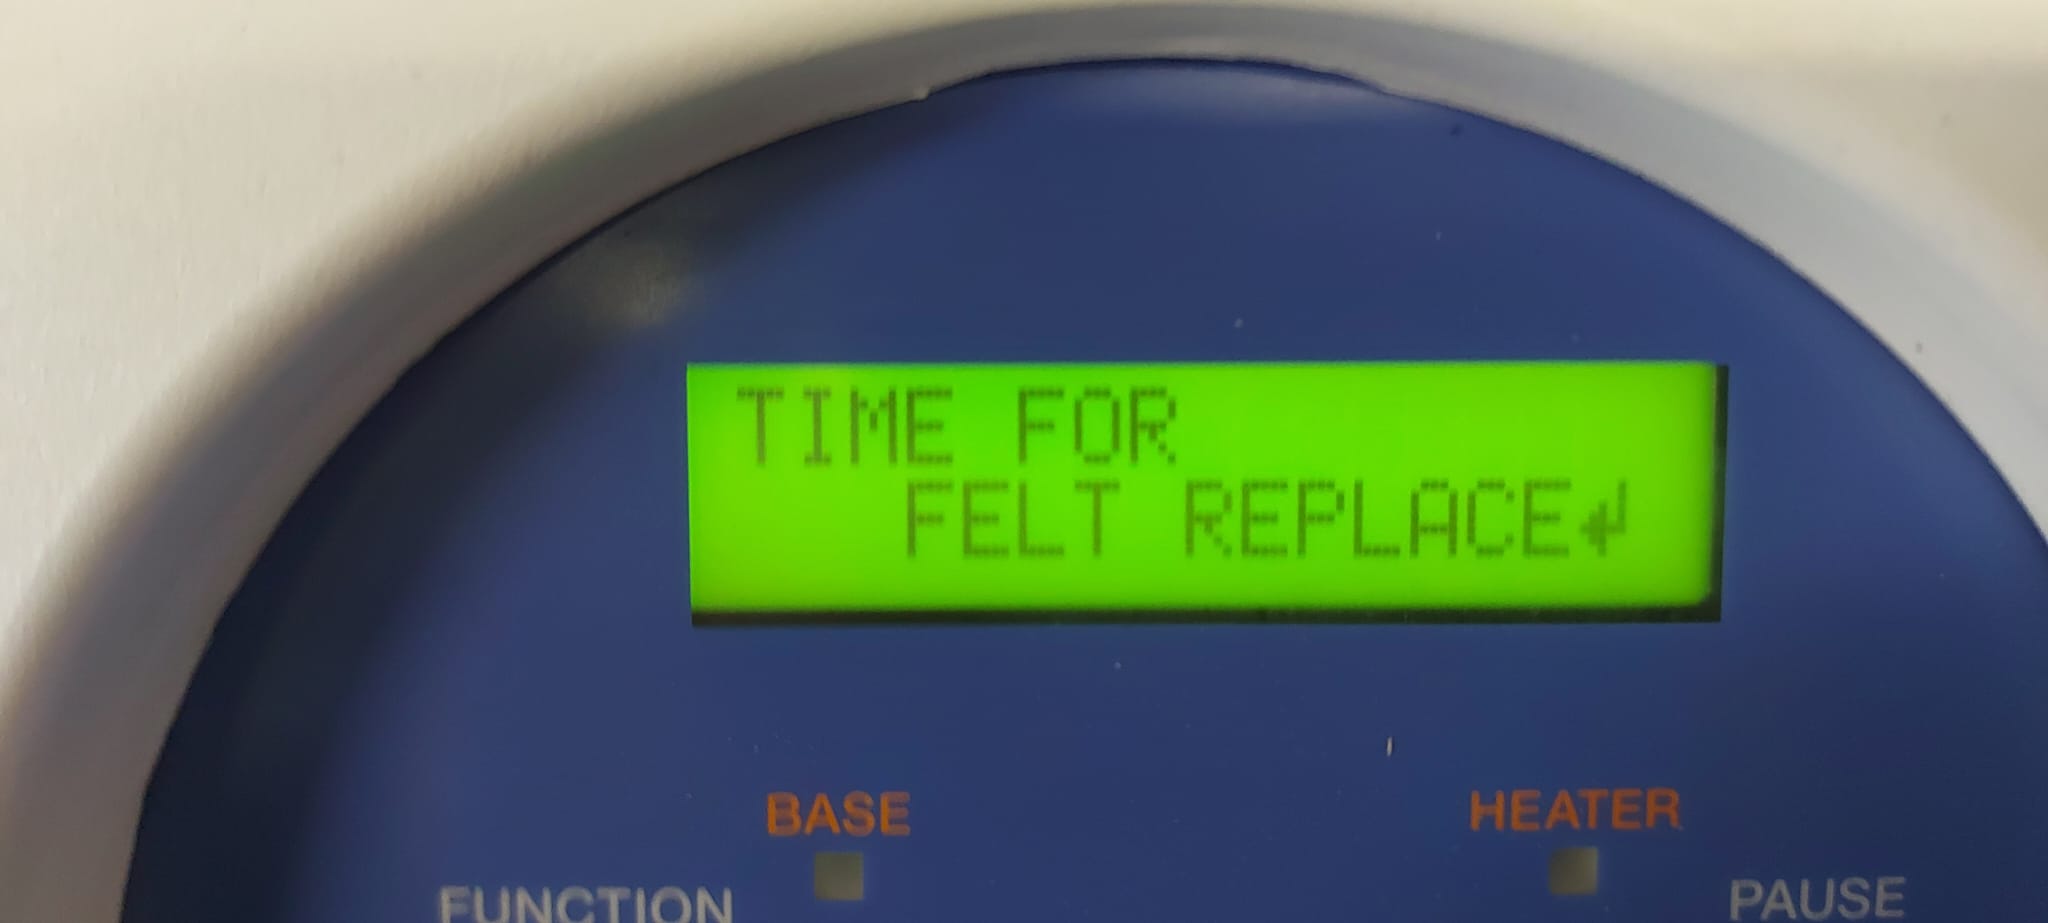 TIME FOR
FELT REPLACE↲
BASE
HEATER
FUNCTION
PAUSE